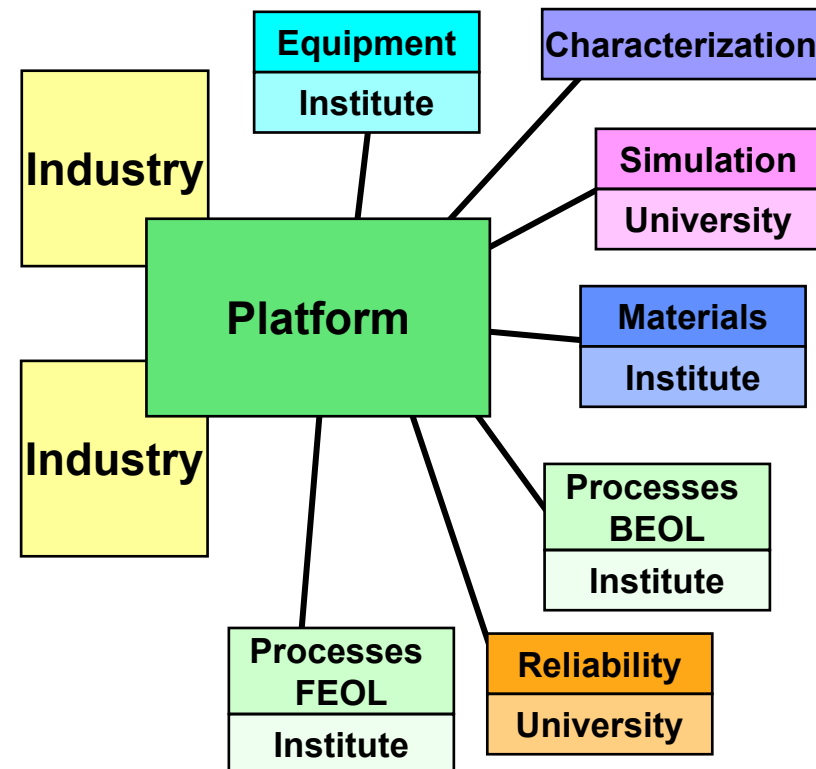 Equipment
Institute
Characterization
Industry
Simulation
University
Platform
Materials
Institute
Industry
Processes
BEOL
Institute
Processes
FEOL
Institute
Reliability
University